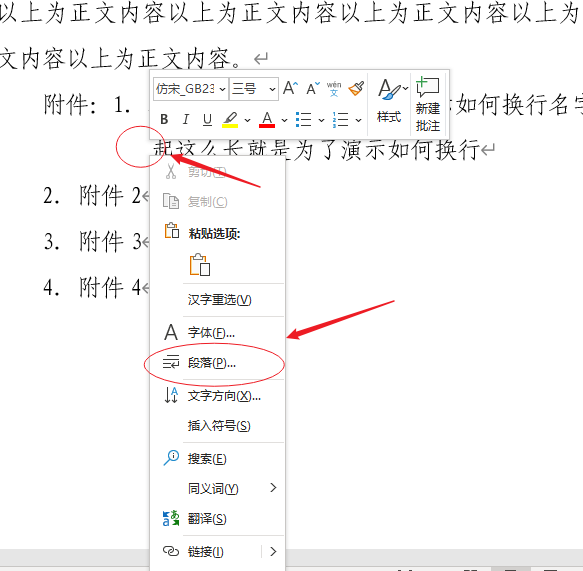 以上为正文内容以上为正文内容以上为正文内容以上为
文内容以上为正文内容。
仿宋_GB23 三号 A A wén 文
B I U A 样式 新建批注
附件：1. 如何换行名字
起这么长就是为了演示如何换行
剪切(T)
复制(C)
2. 附件 2
粘贴选项:
3. 附件 3
4. 附件 4
汉字重选(V)
字体(F)...
段落(P)...
文字方向(X)...
插入符号(S)
搜索(E)
同义词(Y)
翻译(S)
链接(I)